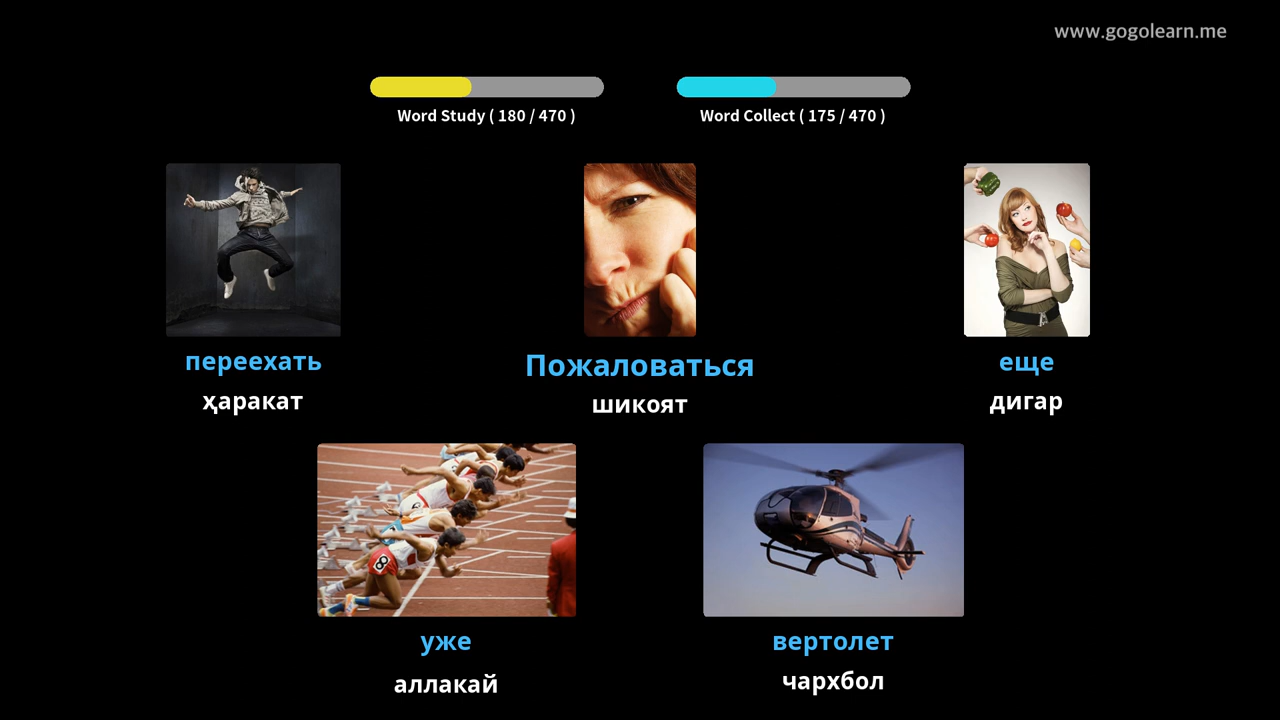 www.gogolearn.me
Word Study ( 180 / 470 )
Word Collect ( 175 / 470 )
переехать
ҳаракат
Пожаловаться
шикоят
еще
дигар
уже
аллакай
вертолет
чархбол